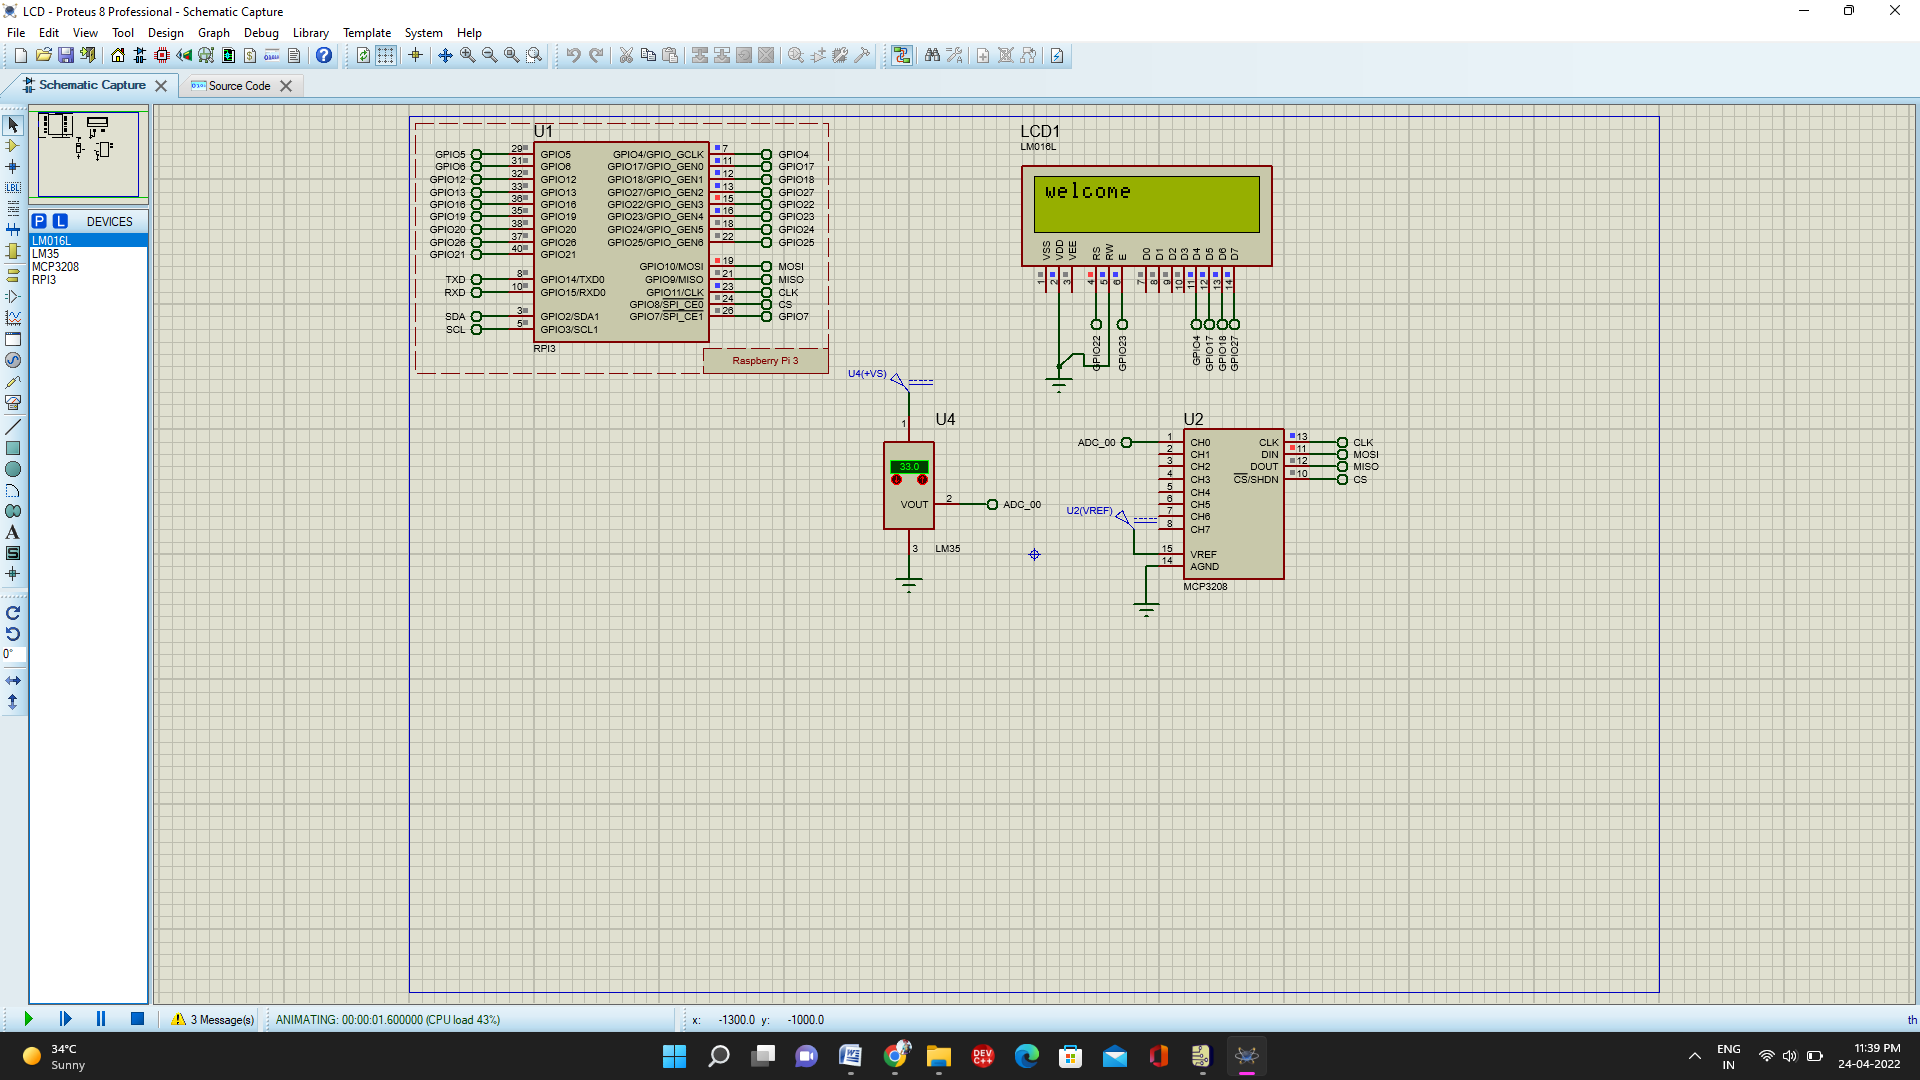 LCD - Proteus 8 Professional - Schematic Capture
File Edit View Tool Design Graph Debug Library Template System Help
Schematic Capture
Source Code
P L DEVICES
LM016L
LM35
MCP3208
RPI3
0°
U1
GPIO5 29 GPIO5 GPIO4/GPIO_GCLK 7 GPIO4
GPIO6 31 GPIO6 GPIO17/GPIO_GEN0 11 GPIO17
GPIO12 32 GPIO12 GPIO18/GPIO_GEN1 12 GPIO18
GPIO13 33 GPIO13 GPIO27/GPIO_GEN2 13 GPIO27
GPIO16 36 GPIO16 GPIO22/GPIO_GEN3 15 GPIO22
GPIO19 35 GPIO19 GPIO23/GPIO_GEN4 16 GPIO23
GPIO20 38 GPIO20 GPIO24/GPIO_GEN5 18 GPIO24
GPIO26 37 GPIO26 GPIO25/GPIO_GEN6 22 GPIO25
GPIO21 40 GPIO21
GPIO10/MOSI 19 MOSI
TXD 8 GPIO14/TXD0 GPIO9/MISO 21 MISO
RXD 10 GPIO15/RXD0 GPIO11/CLK 23 CLK
GPIO8/SPI_CE0 24 CS
SDA 3 GPIO2/SDA1 GPIO7/SPI_CE1 26 GPIO7
SCL 5 GPIO3/SCL1
RPI3
Raspberry Pi 3
LCD1
LM016L
welcome
VSS VDD VEE RS RW E D0 D1 D2 D3 D4 D5 D6 D7
1 2 3 4 5 6 7 8 9 10 11 12 13 14
GPIO22 GPIO23 GPIO4 GPIO17 GPIO18 GPIO27
U4(+VS)
U4
1
33.0
VOUT 2 ADC_00
3 LM35
U2
ADC_00 1 CH0 CLK 13 CLK
2 CH1 DIN 11 MOSI
3 CH2 DOUT 12 MISO
4 CH3 CS/SHDN 10 CS
5 CH4
6 CH5
U2(VREF) 7 CH6
8 CH7
15 VREF
14 AGND
MCP3208
3 Message(s)
ANIMATING: 00:00:01.600000 (CPU load 43%)
x: -1300.0 y: -1000.0
th
34°C
Sunny
DEV
C++
ENG
IN
11:39 PM
24-04-2022